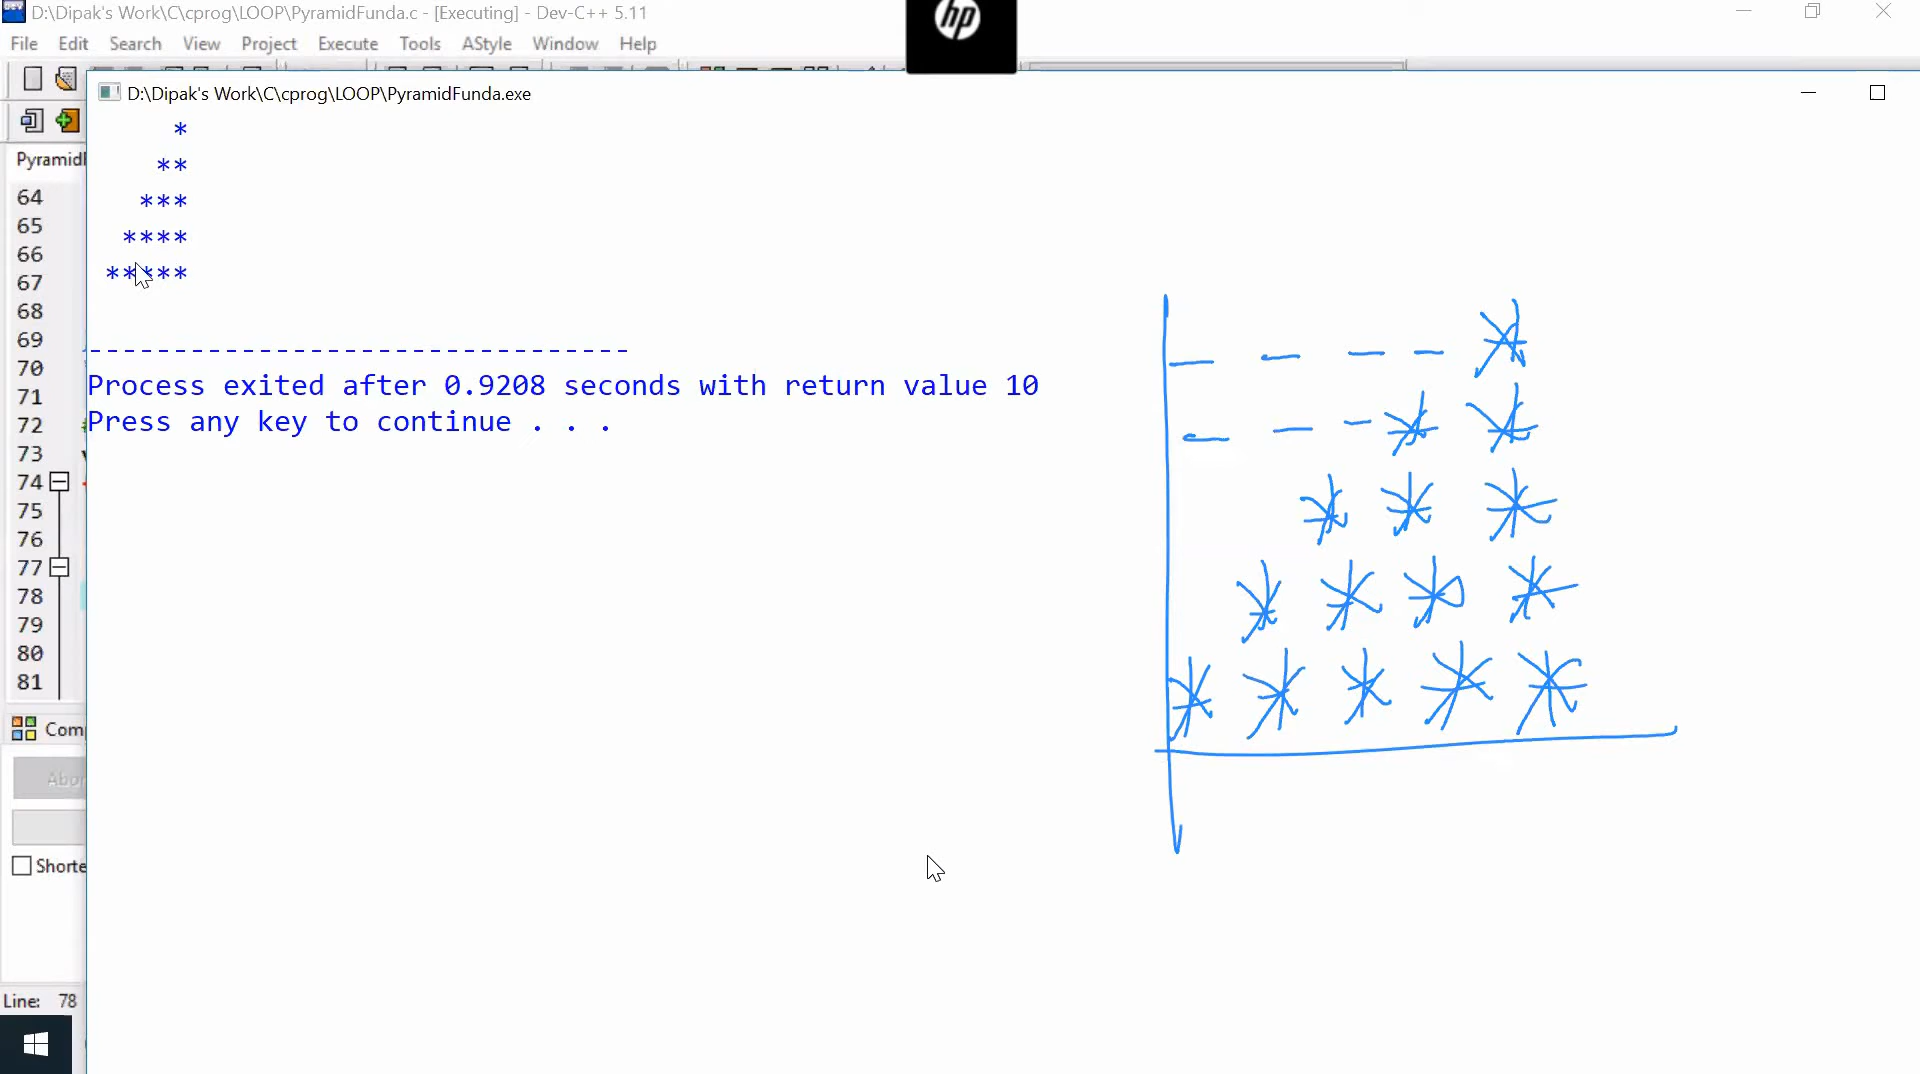 D:\Dipak's Work\C\cprog\LOOP\PyramidFunda.c - [Executing] - Dev-C++ 5.11
hp
File Edit Search View Project Execute Tools AStyle Window Help
D:\Dipak's Work\C\cprog\LOOP\PyramidFunda.exe
*
**
***
****
*****
--------------------------------
Process exited after 0.9208 seconds with return value 10
Press any key to continue . . .
64
65
66
67
68
69
70
71
72
73
74
75
76
77
78
79
80
81
Shorte
Line: 78
- - - - *
- - - * *
* * *
* * * *
* * * * *